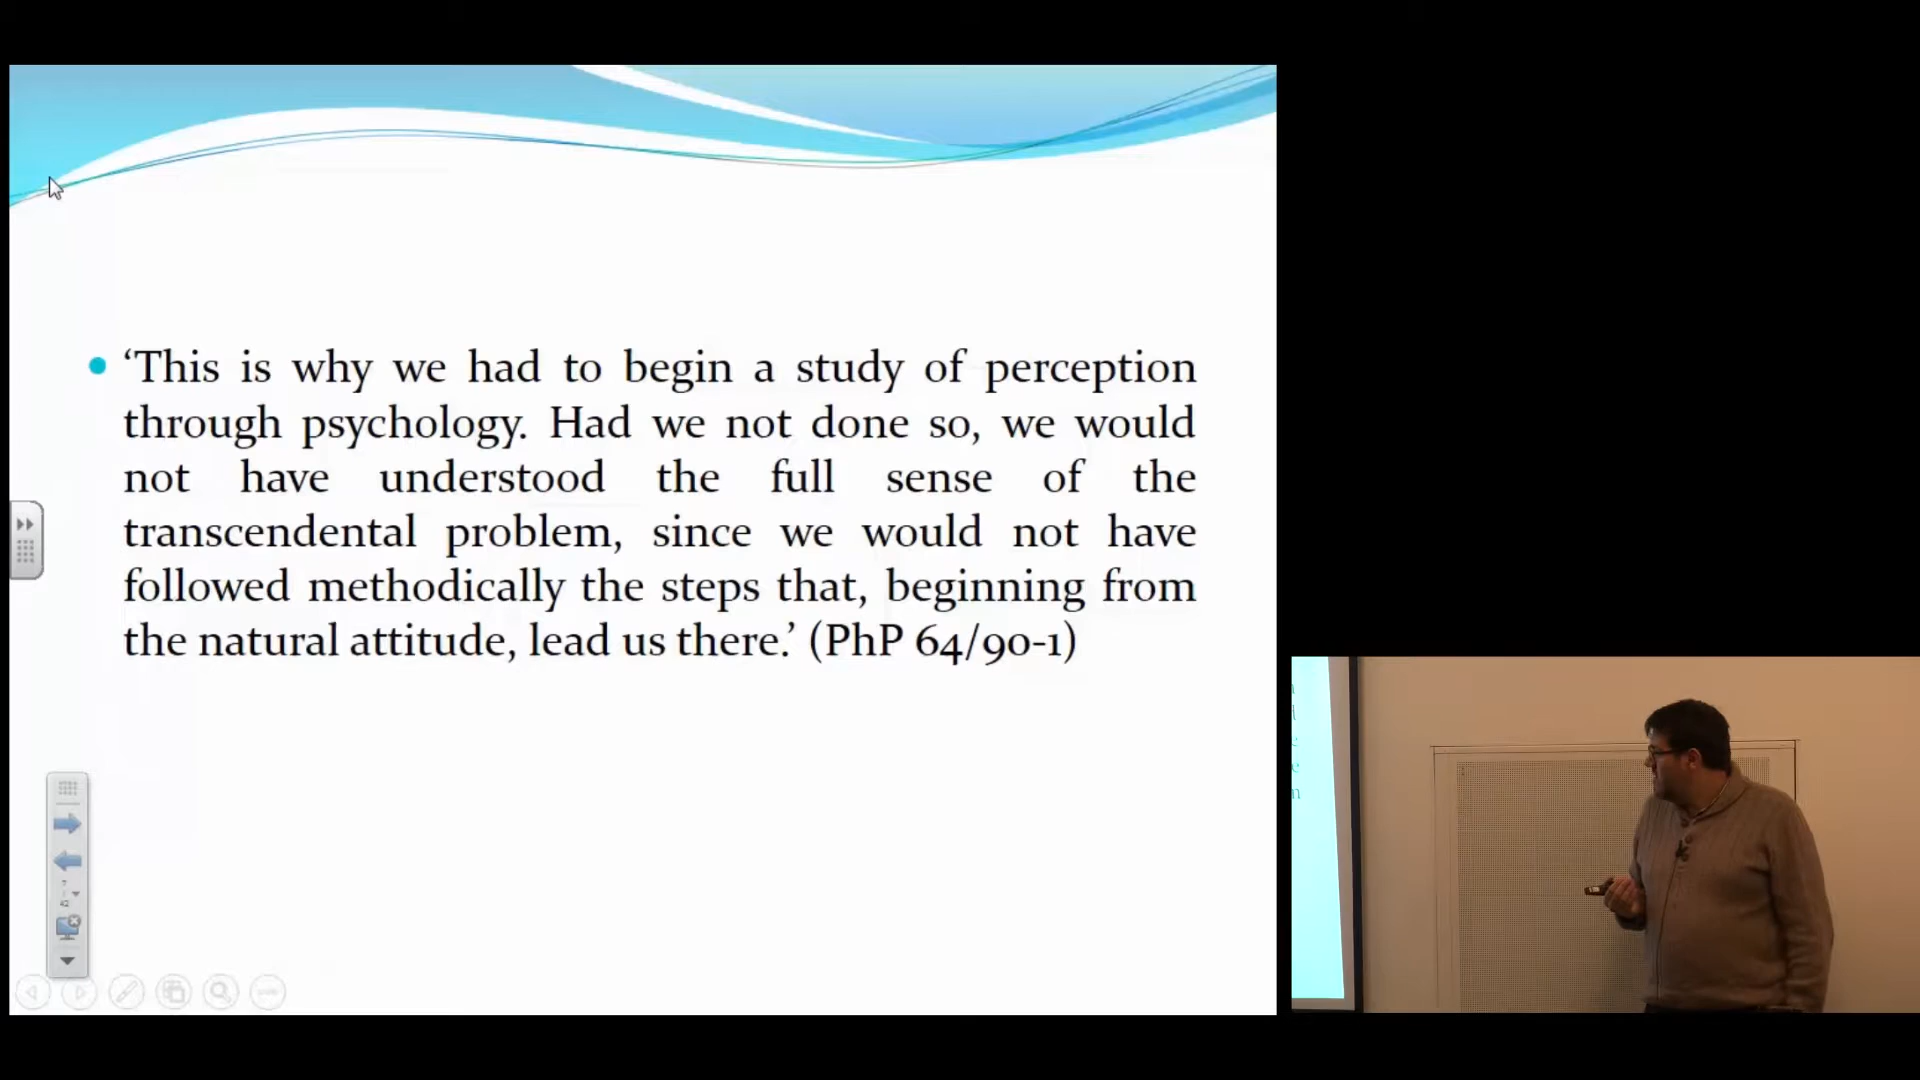 ‘This is why we had to begin a study of perception
through psychology. Had we not done so, we would
not have understood the full sense of the
transcendental problem, since we would not have
followed methodically the steps that, beginning from
the natural attitude, lead us there.’ (PhP 64/90-1)